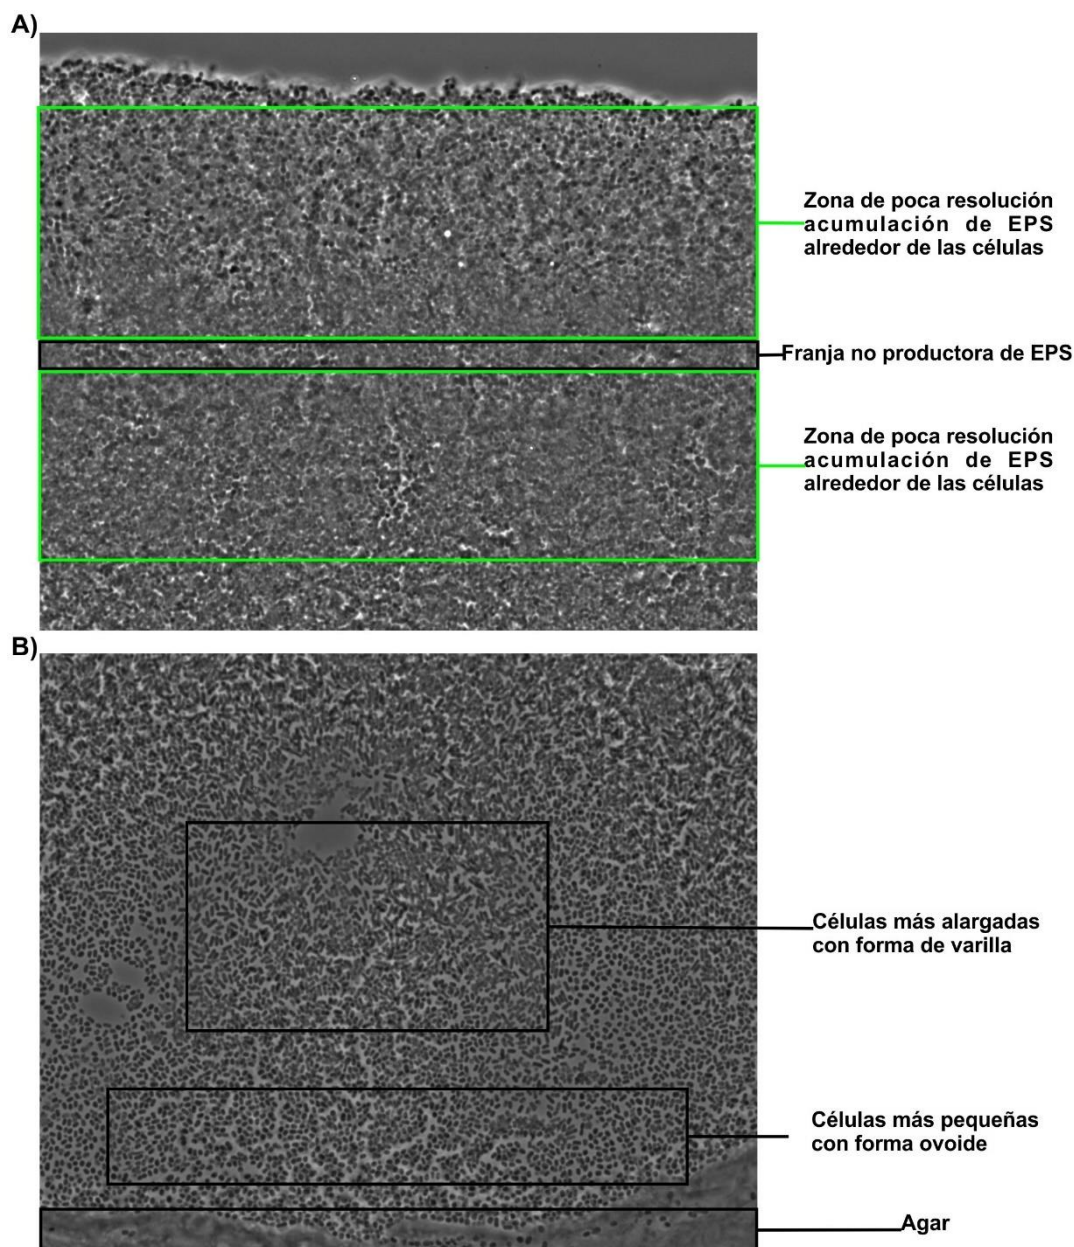 A)
Zona de poca resolución
acumulación de EPS
alrededor de las células
Franja no productora de EPS
Zona de poca resolución
acumulación de EPS
alrededor de las células
B)
Células más alargadas
con forma de varilla
Células más pequeñas
con forma ovoide
Agar